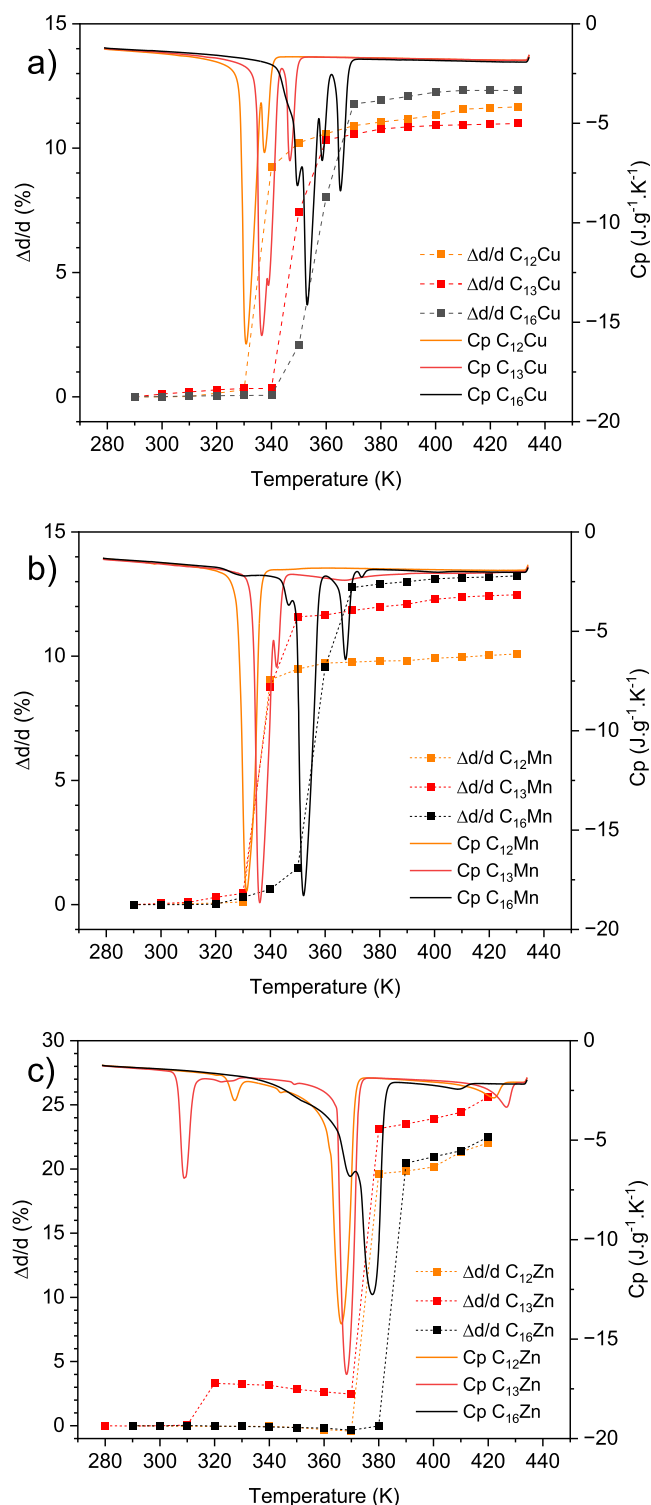 a)
15
10
5
0
Δd/d (%)
0
−5
−10
−15
−20
Cp (J.g⁻¹.K⁻¹)
Δd/d C₁₂Cu
Δd/d C₁₃Cu
Δd/d C₁₆Cu
Cp C₁₂Cu
Cp C₁₃Cu
Cp C₁₆Cu
280 300 320 340 360 380 400 420 440
Temperature (K)
b)
15
10
5
0
Δd/d (%)
0
−5
−10
−15
−20
Cp (J.g⁻¹.K⁻¹)
Δd/d C₁₂Mn
Δd/d C₁₃Mn
Δd/d C₁₆Mn
Cp C₁₂Mn
Cp C₁₃Mn
Cp C₁₆Mn
280 300 320 340 360 380 400 420 440
Temperature (K)
c)
30
25
20
15
10
5
0
Δd/d (%)
0
−5
−10
−15
−20
Cp (J.g⁻¹.K⁻¹)
Δd/d C₁₂Zn
Δd/d C₁₃Zn
Δd/d C₁₆Zn
Cp C₁₂Zn
Cp C₁₃Zn
Cp C₁₆Zn
280 300 320 340 360 380 400 420 440
Temperature (K)